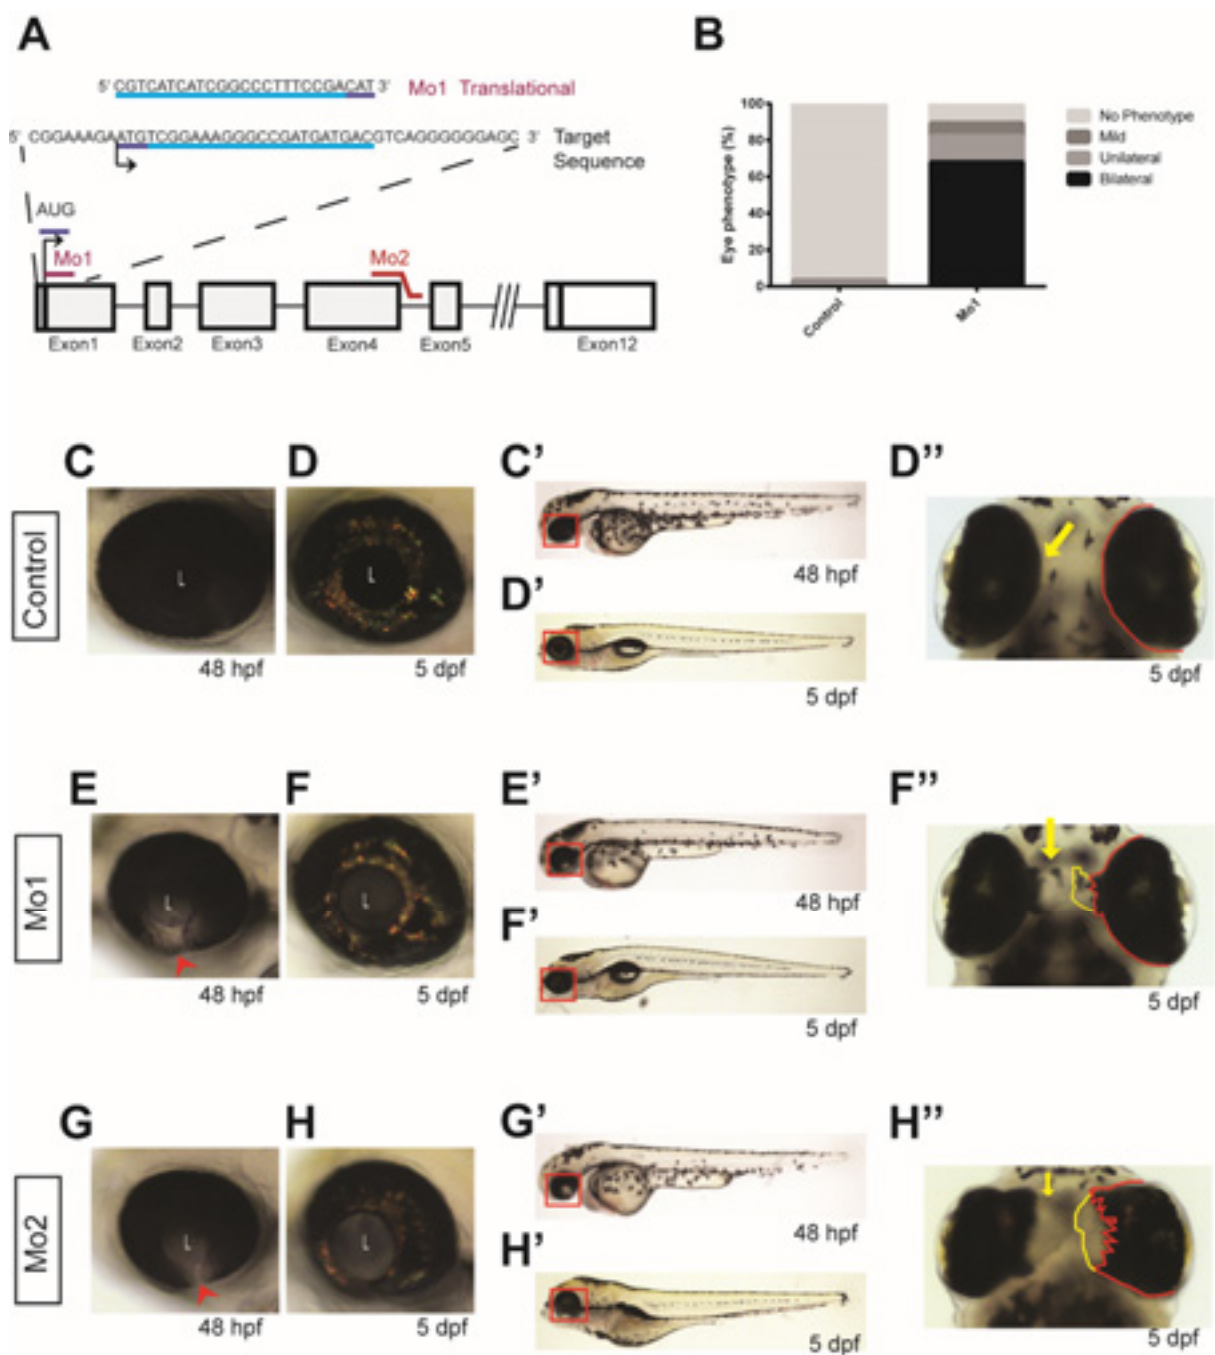 A
5' CGTCATCATCGGCCCTTTCCGACAT 3' Mo1 Translational
5' CGGAAAGAATGTCGGAAAGGGCCGATGATGACGTCAGGGGGGAGC 3' Target Sequence
AUG
Mo1
Mo2
Exon1 Exon2 Exon3 Exon4 Exon5 Exon12
B
Eye phenotype (%)
100
80
60
40
20
0
Control Mo1
No Phenotype
Mild
Unilateral
Bilateral
C D C' D''
Control
L L
48 hpf 5 dpf
48 hpf
D'
5 dpf
5 dpf
E F E' F''
Mo1
L L
48 hpf 5 dpf
48 hpf
F'
5 dpf
5 dpf
G H G' H''
Mo2
L L
48 hpf 5 dpf
48 hpf
H'
5 dpf
5 dpf